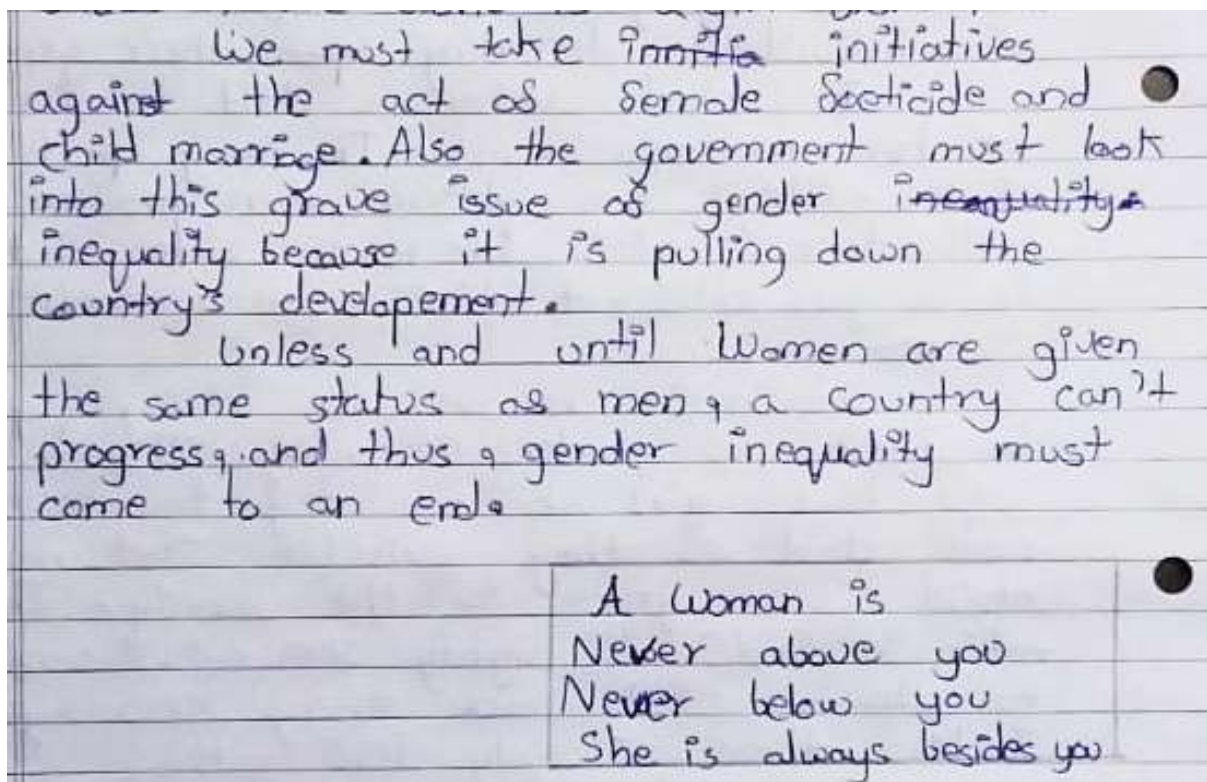 We must take initiatives
against the act of female foeticide and
child marriage. Also the government must look
into this grave issue of gender
inequality because it is pulling down the
country's developement.
Unless and until Women are given
the same status as men, a country can't
progress, and thus, gender inequality must
come to an end.
A Woman is
Never above you
Never below you
She is always besides you